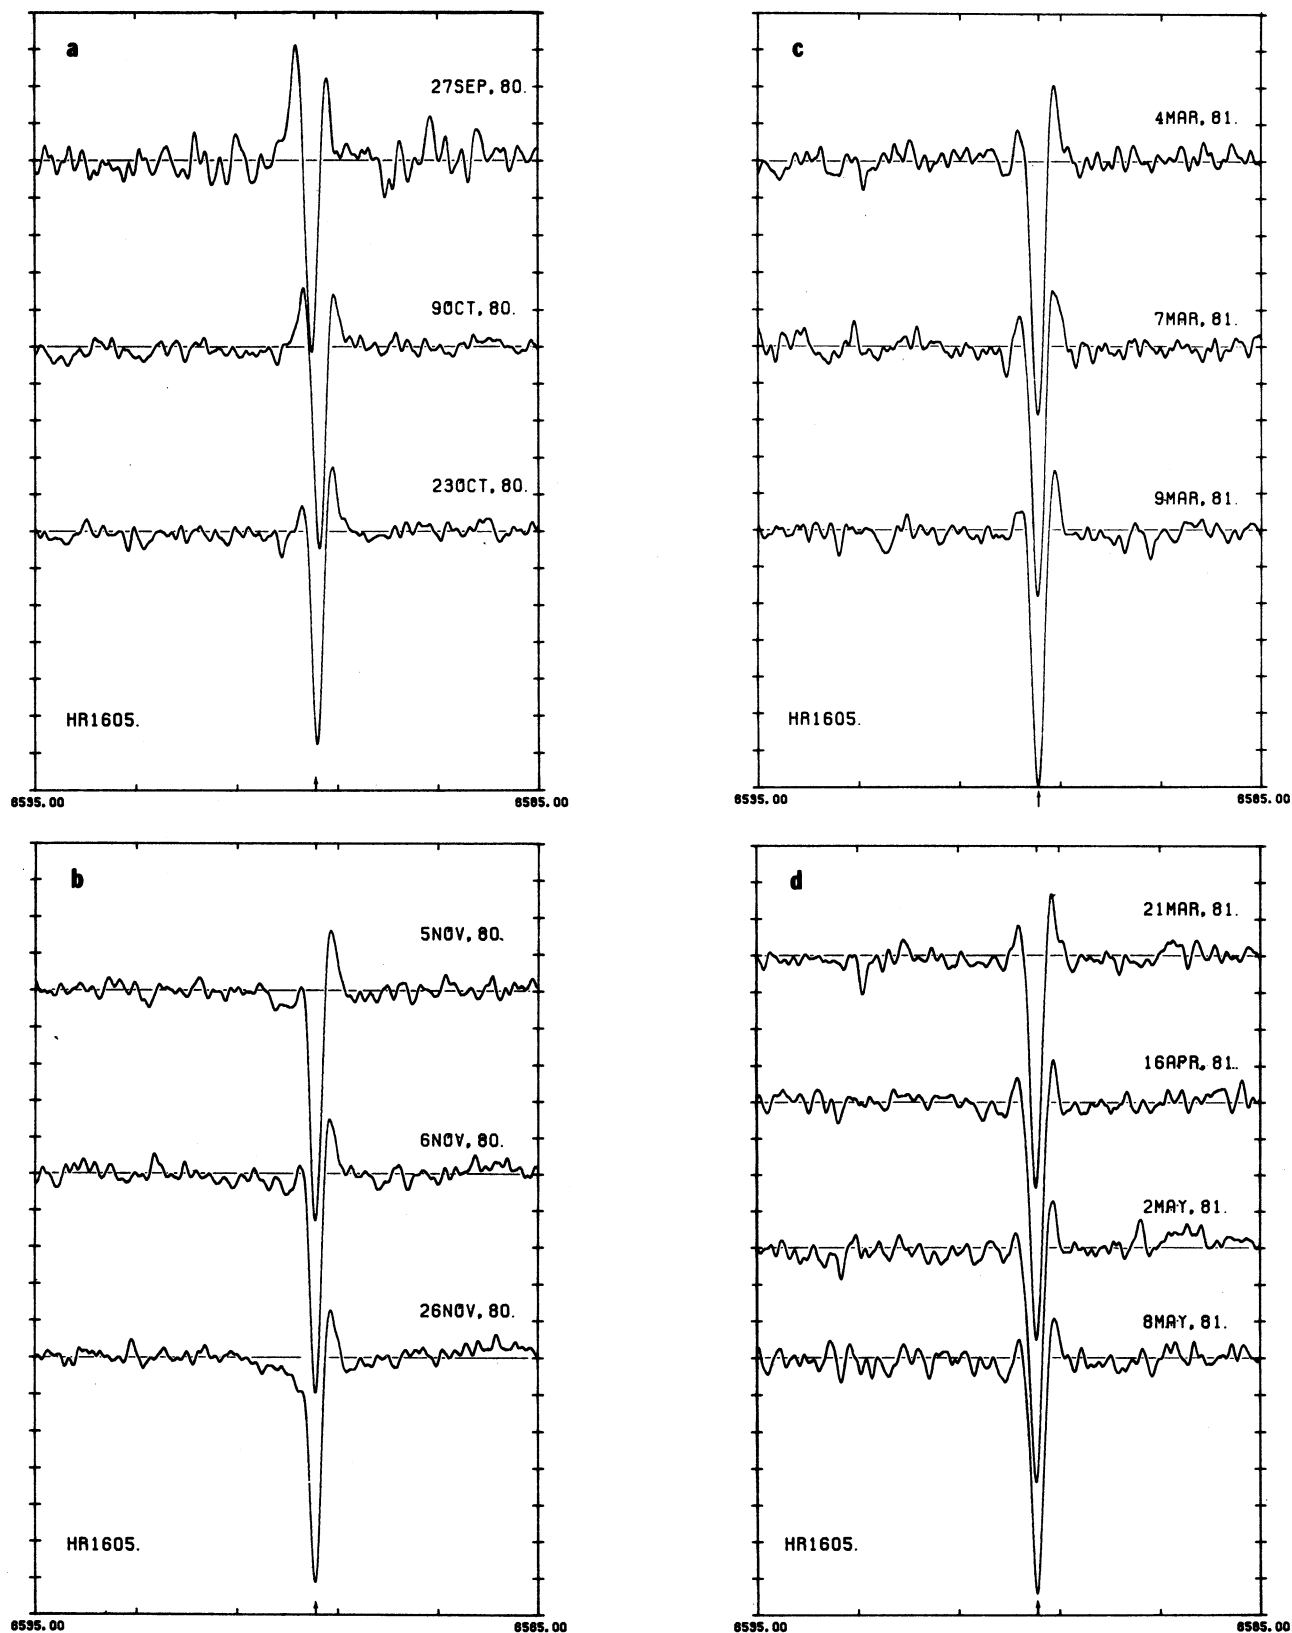 a
27SEP, 80.
9OCT, 80.
23OCT, 80.
HR1605.
6535.00
6585.00
b
5NOV, 80.
6NOV, 80.
26NOV, 80.
HR1605.
6535.00
6585.00
c
4MAR, 81.
7MAR, 81.
9MAR, 81.
HR1605.
6535.00
6585.00
d
21MAR, 81.
16APR, 81.
2MAY, 81.
8MAY, 81.
HR1605.
6535.00
6585.00